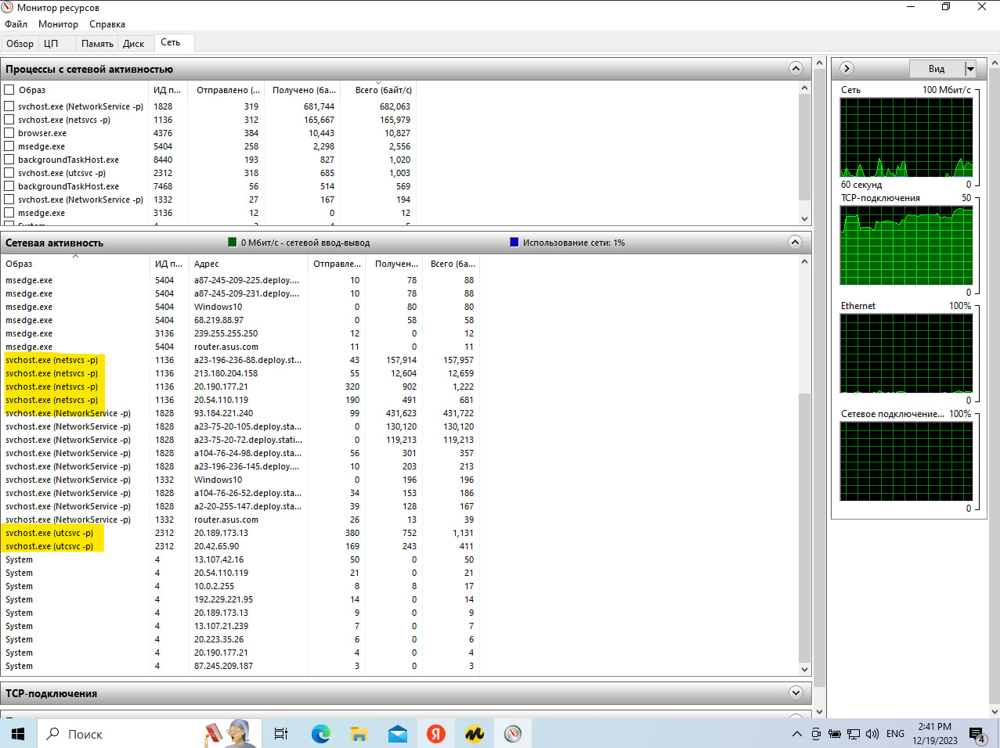 Монитор ресурсов
Файл Монитор Справка
Обзор ЦП Память Диск Сеть
Процессы с сетевой активностью
Образ ИД п... Отправлено (... Получено (ба... Всего (байт/с)
svchost.exe (NetworkService -p) 1828 319 681,744 682,063
svchost.exe (netsvcs -p) 1136 312 165,667 165,979
browser.exe 4376 384 10,443 10,827
msedge.exe 5404 258 2,298 2,556
backgroundTaskHost.exe 8440 193 827 1,020
svchost.exe (utcsvc -p) 2312 318 685 1,003
backgroundTaskHost.exe 7468 56 514 569
svchost.exe (NetworkService -p) 1332 27 167 194
msedge.exe 3136 12 0 12
Сетевая активность 0 Мбит/с - сетевой ввод-вывод Использование сети: 1%
Образ ИД п... Адрес Отправле... Получен... Всего (ба...
msedge.exe 5404 a87-245-209-225.deploy.... 10 78 88
msedge.exe 5404 a87-245-209-231.deploy.... 10 78 88
msedge.exe 5404 Windows10 0 80 80
msedge.exe 5404 68.219.88.97 0 58 58
msedge.exe 3136 239.255.255.250 12 0 12
msedge.exe 5404 router.asus.com 11 0 11
svchost.exe (netsvcs -p) 1136 a23-196-236-88.deploy.st... 43 157,914 157,957
svchost.exe (netsvcs -p) 1136 213.180.204.158 55 12,604 12,659
svchost.exe (netsvcs -p) 1136 20.190.177.21 320 902 1,222
svchost.exe (netsvcs -p) 1136 20.54.110.119 190 491 681
svchost.exe (NetworkService -p) 1828 93.184.221.240 99 431,623 431,722
svchost.exe (NetworkService -p) 1828 a23-75-20-105.deploy.sta... 0 130,120 130,120
svchost.exe (NetworkService -p) 1828 a23-75-20-72.deploy.stati... 0 119,213 119,213
svchost.exe (NetworkService -p) 1828 a104-76-24-98.deploy.sta... 56 301 357
svchost.exe (NetworkService -p) 1828 a23-196-236-145.deploy.... 10 203 213
svchost.exe (NetworkService -p) 1332 Windows10 0 196 196
svchost.exe (NetworkService -p) 1828 a104-76-26-52.deploy.sta... 34 153 186
svchost.exe (NetworkService -p) 1828 a2-20-255-147.deploy.sta... 39 128 167
svchost.exe (NetworkService -p) 1332 router.asus.com 26 13 39
svchost.exe (utcsvc -p) 2312 20.189.173.13 380 752 1,131
svchost.exe (utcsvc -p) 2312 20.42.65.90 169 243 411
System 4 13.107.42.16 50 0 50
System 4 20.54.110.119 21 0 21
System 4 10.0.2.255 8 8 17
System 4 192.229.221.95 14 0 14
System 4 20.189.173.13 9 0 9
System 4 13.107.21.239 7 0 7
System 4 20.223.35.26 6 0 6
System 4 20.190.177.21 4 0 4
System 4 87.245.209.187 3 0 3
TCP-подключения
Вид
Сеть 100 Мбит/с
60 секунд 0
TCP-подключения 50
0
Ethernet 100%
0
Сетевое подключение... 100%
0
Поиск
Я
ENG
2:41 PM
12/19/2023
4